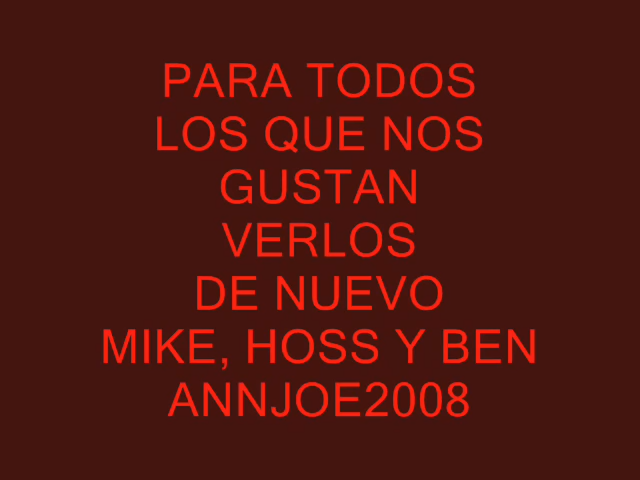 PARA TODOS
LOS QUE NOS
GUSTAN
VERLOS
DE NUEVO
MIKE, HOSS Y BEN
ANNJOE2008